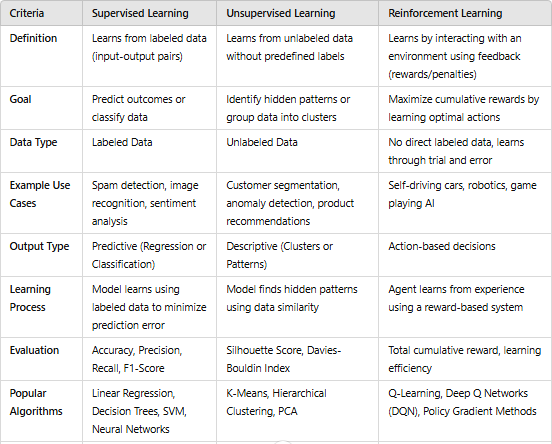 Criteria Supervised Learning Unsupervised Learning Reinforcement Learning
Definition
Learns from labeled data
(input-output pairs)
Learns from unlabeled data
without predefined labels
Learns by interacting with an
environment using feedback
(rewards/penalties)
Goal
Predict outcomes or
classify data
Identify hidden patterns or
group data into clusters
Maximize cumulative rewards by
learning optimal actions
Data Type
Labeled Data
Unlabeled Data
No direct labeled data, learns
through trial and error
Example Use
Cases
Spam detection, image
recognition, sentiment
analysis
Customer segmentation,
anomaly detection, product
recommendations
Self-driving cars, robotics, game
playing AI
Output Type
Predictive (Regression or
Classification)
Descriptive (Clusters or
Patterns)
Action-based decisions
Learning
Process
Model learns using
labeled data to minimize
prediction error
Model finds hidden patterns
using data similarity
Agent learns from experience
using a reward-based system
Evaluation
Accuracy, Precision,
Recall, F1-Score
Silhouette Score, Davies-
Bouldin Index
Total cumulative reward, learning
efficiency
Popular
Algorithms
Linear Regression,
Decision Trees, SVM,
Neural Networks
K-Means, Hierarchical
Clustering, PCA
Q-Learning, Deep Q Networks
(DQN), Policy Gradient Methods